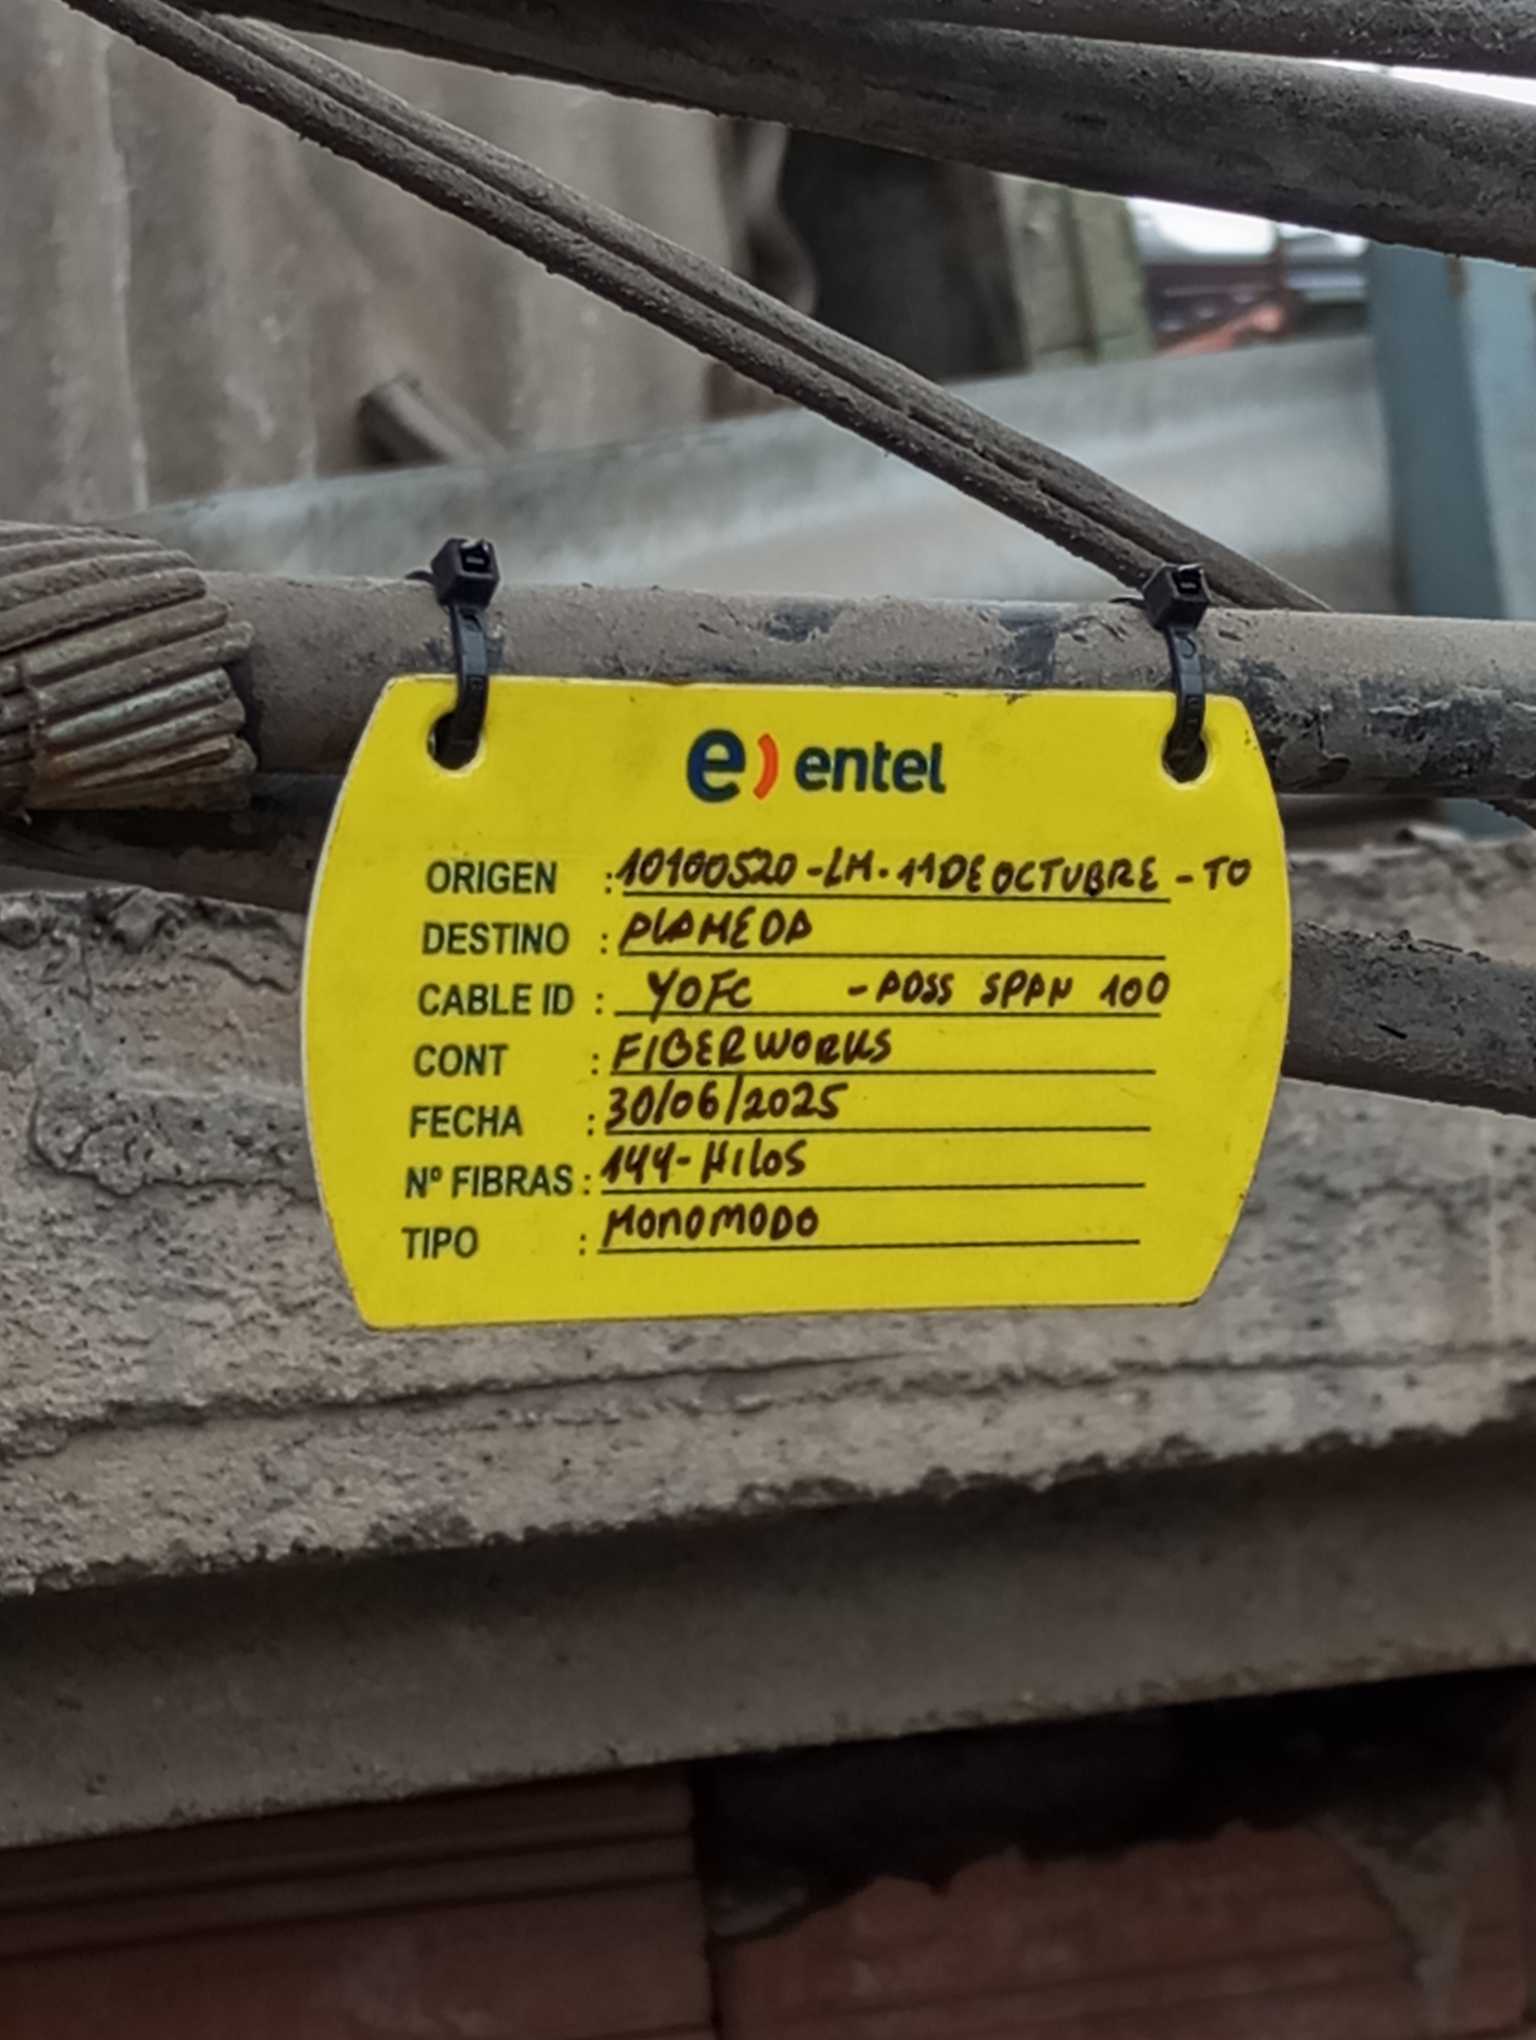 e) entel
ORIGEN : 10100520-LM-11 DE OCTUBRE - TO
DESTINO : ALAMEDA
CABLE ID : YOFC - ADSS SPAN 100
CONT : FIBERWORKS
FECHA : 30/06/2025
Nº FIBRAS : 144-HILOS
TIPO : MONOMODO